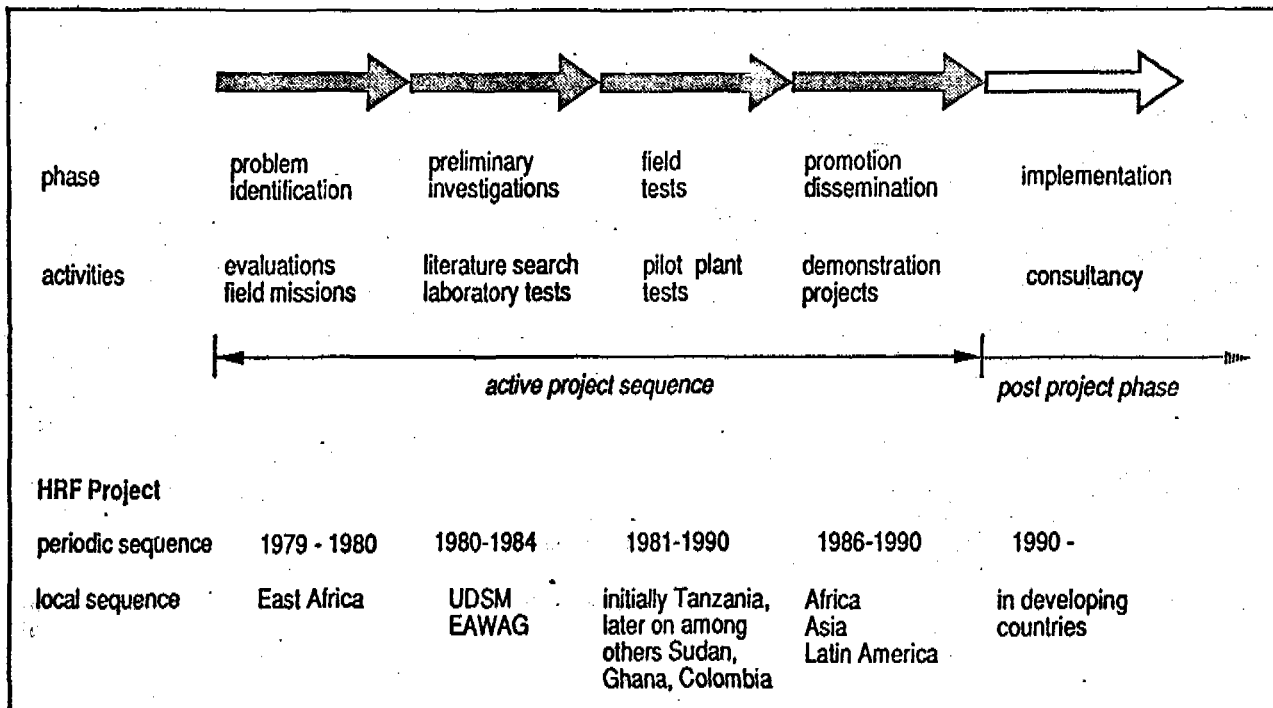 phase problem identification preliminary investigations field tests promotion dissemination implementation
activities evaluations field missions literature search laboratory tests pilot plant tests demonstration projects consultancy
active project sequence post project phase
HRF Project
periodic sequence 1979 - 1980 1980-1984 1981-1990 1986-1990 1990 -
local sequence East Africa UDSM initially Tanzania, Africa in developing
EAWAG later on among Asia countries
others Sudan, Latin America
Ghana, Colombia